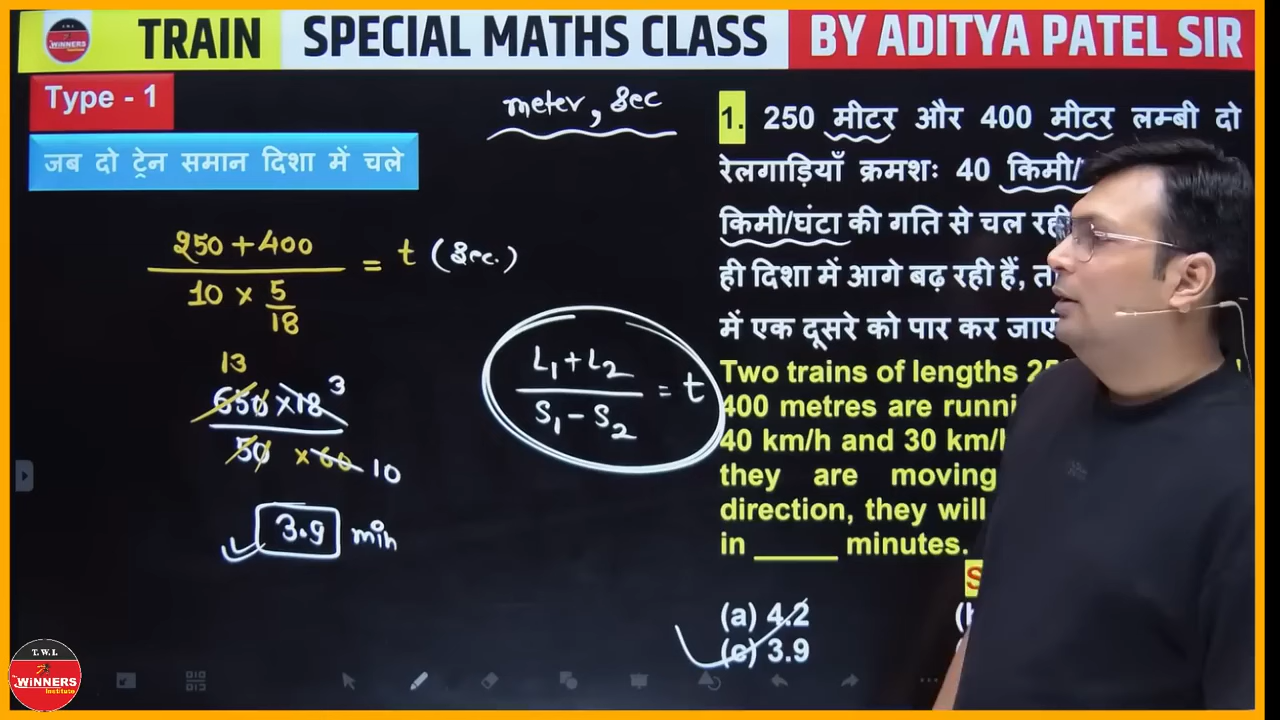 WINNERS
TRAIN
SPECIAL MATHS CLASS
BY ADITYA PATEL SIR
Type - 1
जब दो ट्रेन समान दिशा में चले
meter, Sec
250 + 400
10 × 5/18
= t (Sec.)
13
650 × 18 3
50 × 60 10
3.9 min
L₁ + L₂
S₁ - S₂
= t
1. 250 मीटर और 400 मीटर लम्बी दो
रेलगाड़ियाँ क्रमशः 40 किमी/
किमी/घंटा की गति से चल रही
ही दिशा में आगे बढ़ रही हैं,
में एक दूसरे को पार कर
Two trains of lengths
400 metres are
40 km/h and 30
they are moving
direction, they will
in _____ minutes.
(a) 4.2
(c) 3.9
T.W.I.
The WINNERS
Institute